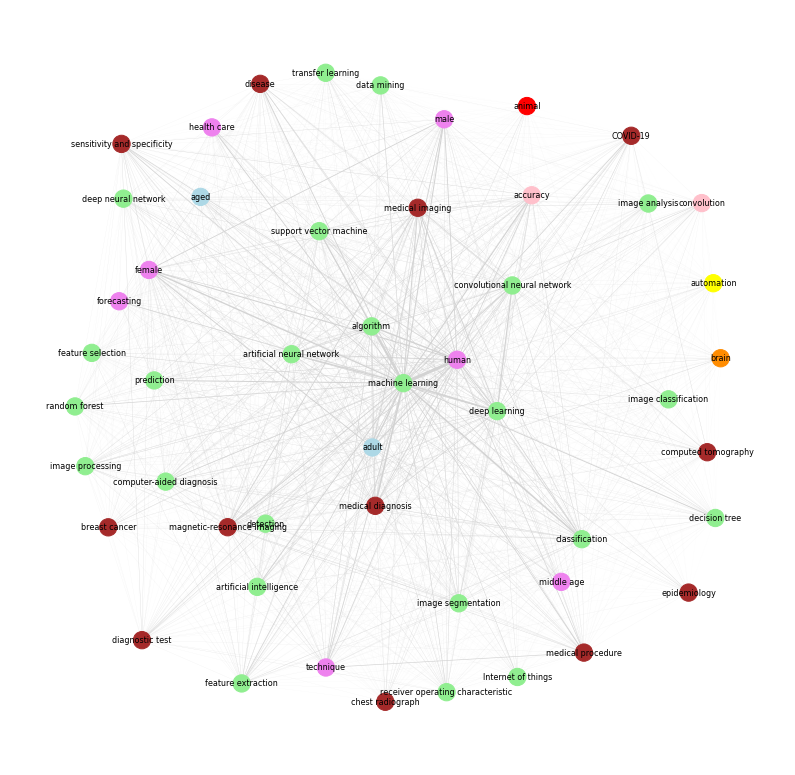 transfer learning
disease
data mining
animal
male
health care
COVID-19
sensitivity and specificity
accuracy
aged
deep neural network
image analysis
convolution
medical imaging
support vector machine
female
automation
convolutional neural network
forecasting
algorithm
feature selection
artificial neural network
brain
human
prediction
machine learning
image classification
random forest
deep learning
adult
computed tomography
image processing
computer-aided diagnosis
medical diagnosis
decision tree
detection
breast cancer
magnetic-resonance imaging
classification
middle age
artificial intelligence
epidemiology
image segmentation
diagnostic test
medical procedure
technique
Internet of things
feature extraction
receiver operating characteristic
chest radiograph